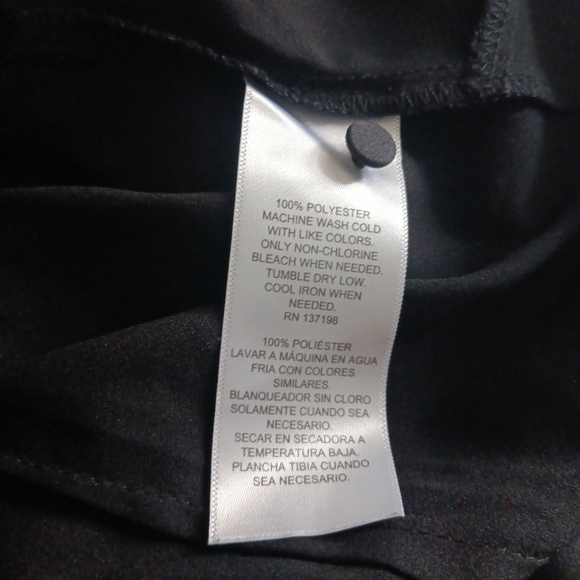 100% POLYESTER
MACHINE WASH COLD
WITH LIKE COLORS.
ONLY NON-CHLORINE
BLEACH WHEN NEEDED.
TUMBLE DRY LOW.
COOL IRON WHEN
NEEDED.
RN 137198
100% POLIÉSTER
LAVAR A MÁQUINA EN AGUA
FRIA CON COLORES
SIMILARES.
BLANQUEADOR SIN CLORO
SOLAMENTE CUANDO SEA
NECESARIO.
SECAR EN SECADORA A
TEMPERATURA BAJA.
PLANCHA TIBIA CUANDO
SEA NECESARIO.